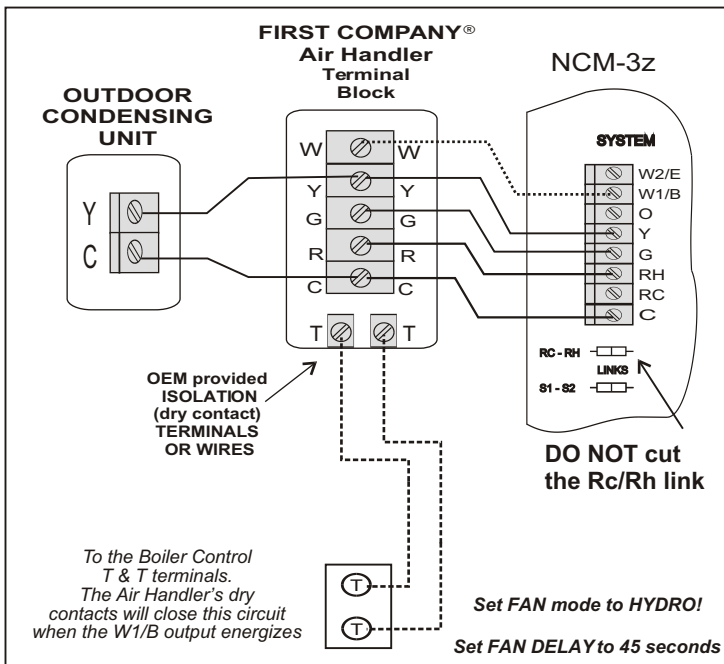 FIRST COMPANY®
Air Handler
Terminal
Block
NCM-3z
OUTDOOR
CONDENSING
UNIT
SYSTEM
W W
Y Y
G G
R R
C C
T T
Y
C
W2/E
W1/B
O
Y
G
RH
RC
C
RC - RH
LINKS
S1 - S2
OEM provided
ISOLATION
(dry contact)
TERMINALS
OR WIRES
DO NOT cut
the Rc/Rh link
To the Boiler Control
T & T terminals.
The Air Handler's dry
contacts will close this circuit
when the W1/B output energizes
T
T
Set FAN mode to HYDRO!
Set FAN DELAY to 45 seconds